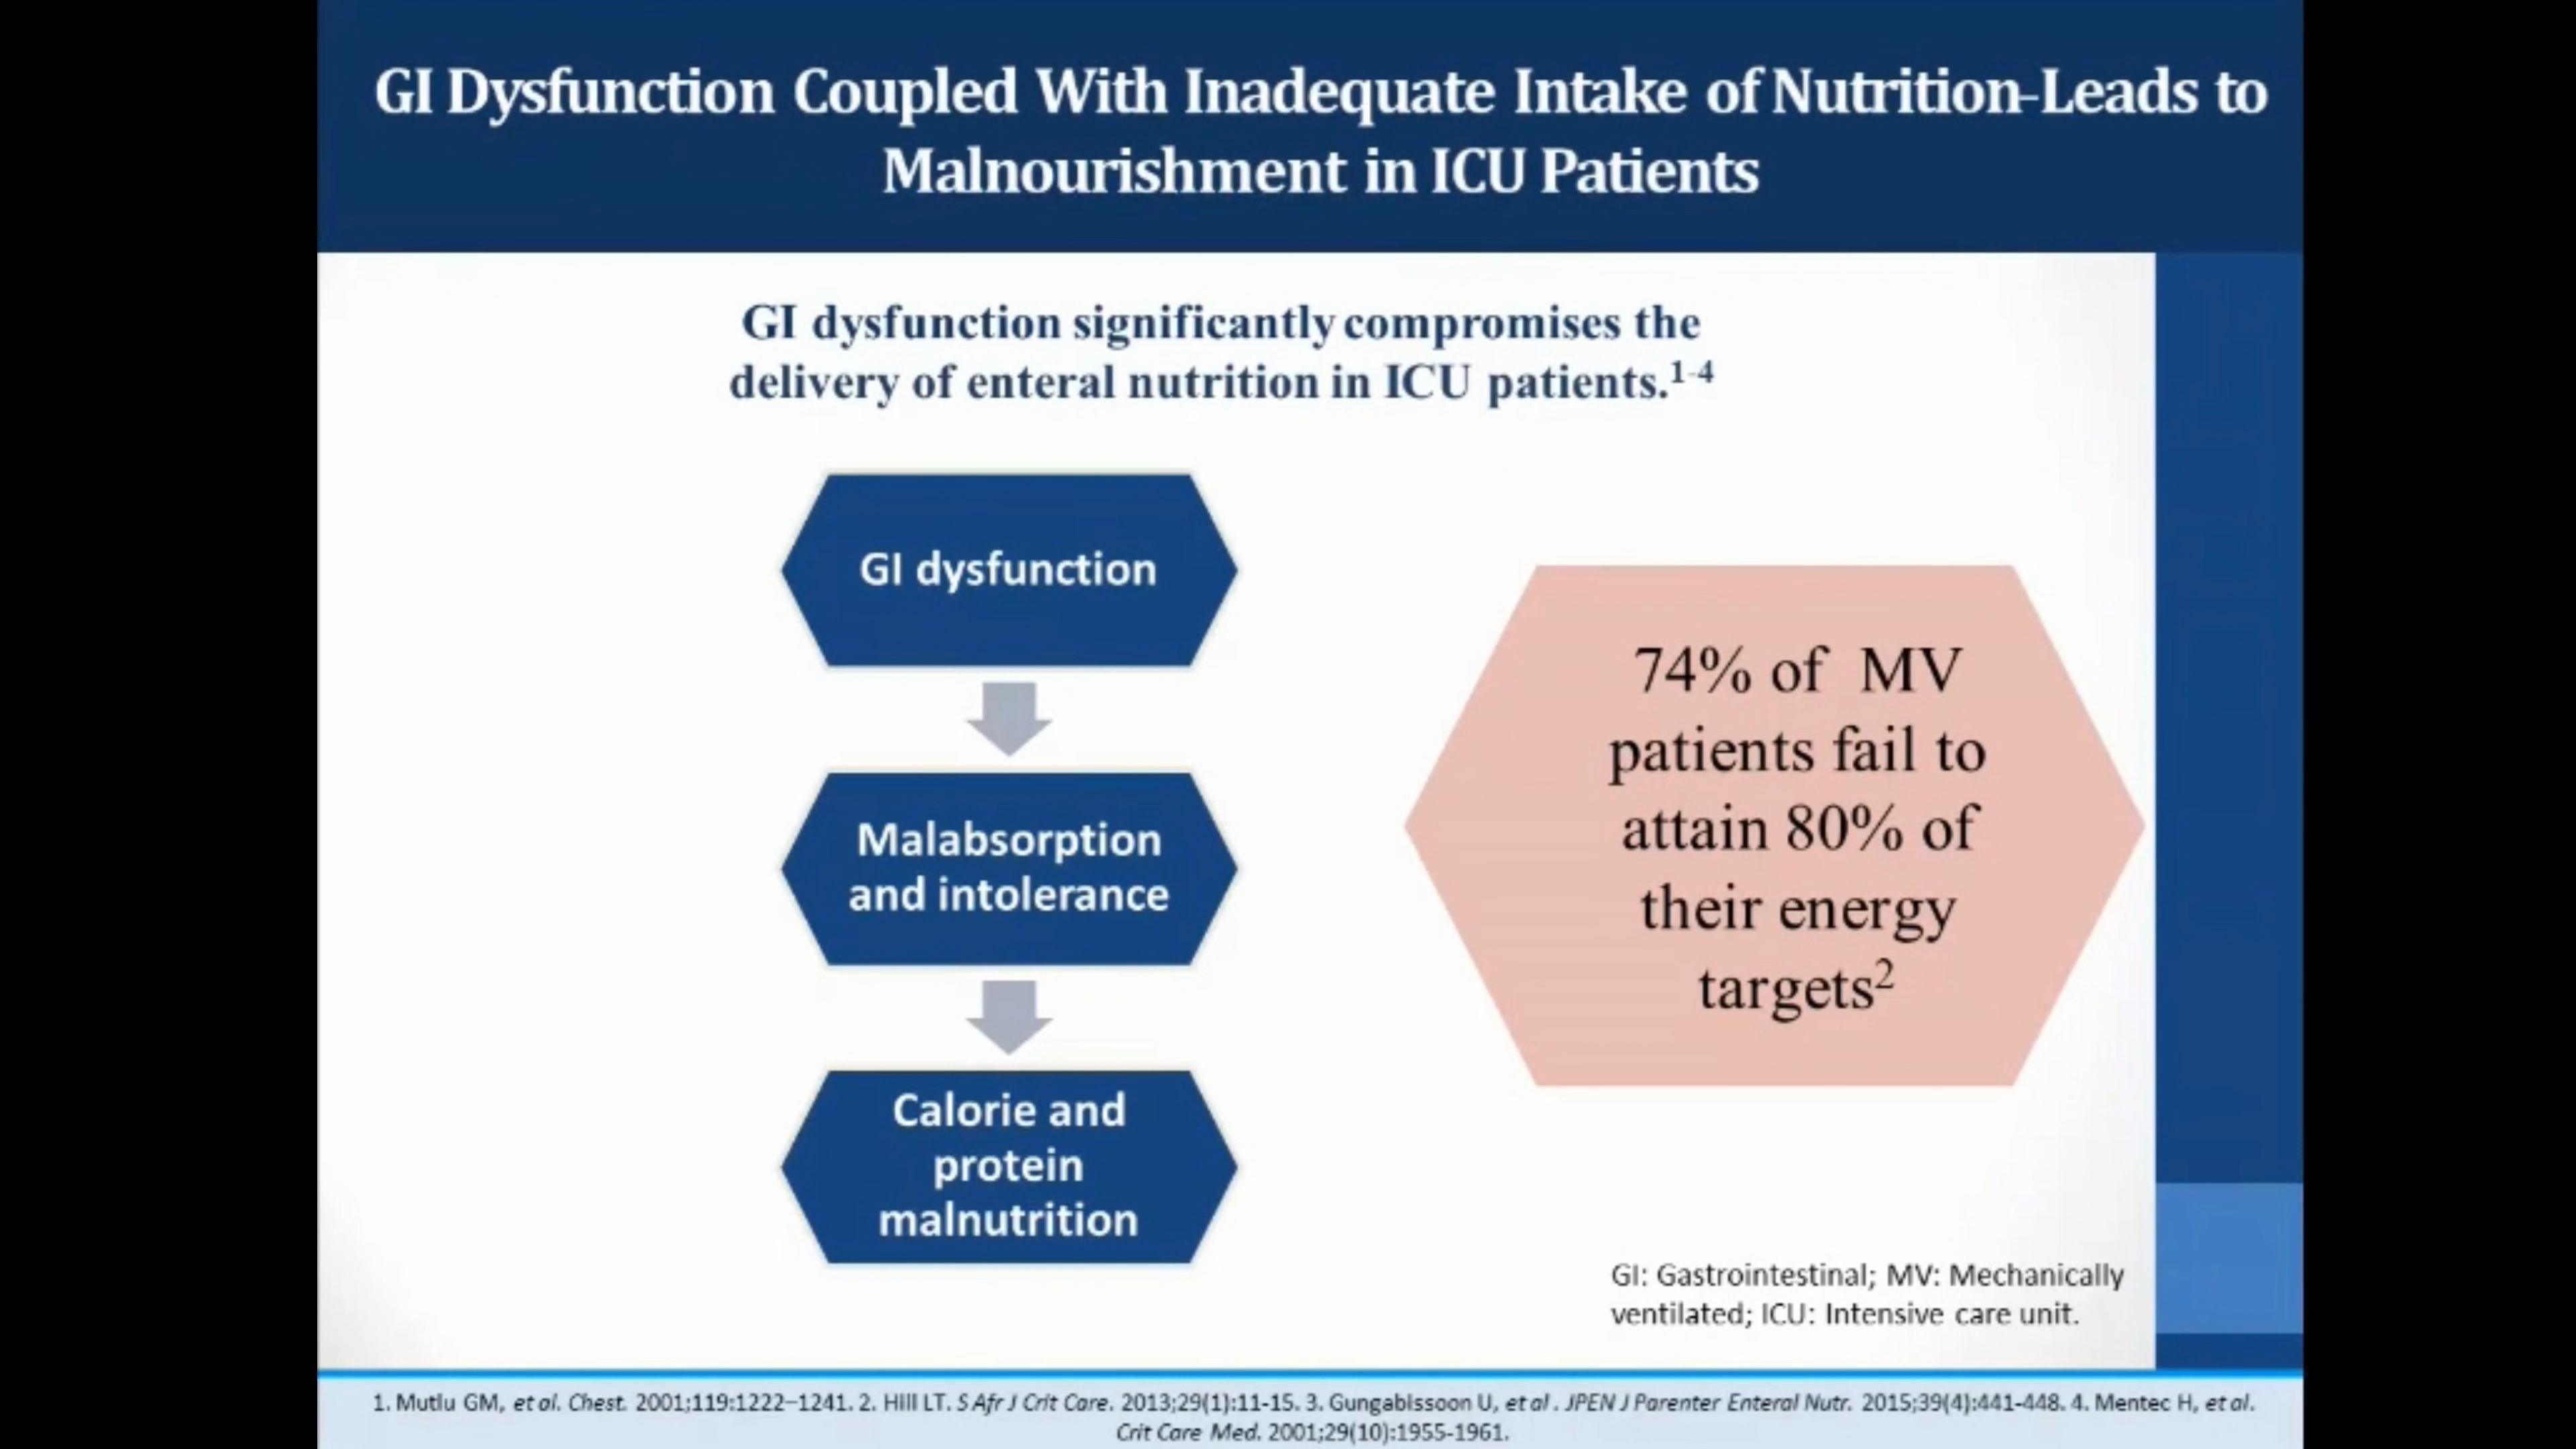 GI Dysfunction Coupled With Inadequate Intake of Nutrition-Leads to
Malnourishment in ICU Patients
GI dysfunction significantly compromises the
delivery of enteral nutrition in ICU patients.1-4
GI dysfunction
Malabsorption
and intolerance
Calorie and
protein
malnutrition
74% of MV
patients fail to
attain 80% of
their energy
targets2
GI: Gastrointestinal; MV: Mechanically
ventilated; ICU: Intensive care unit.
1. Mutlu GM, et al. Chest. 2001;119:1222–1241. 2. Hill LT. S Afr J Crit Care. 2013;29(1):11-15. 3. Gungabissoon U, et al. JPEN J Parenter Enteral Nutr. 2015;39(4):441-448. 4. Mentec H, et al.
Crit Care Med. 2001;29(10):1955-1961.